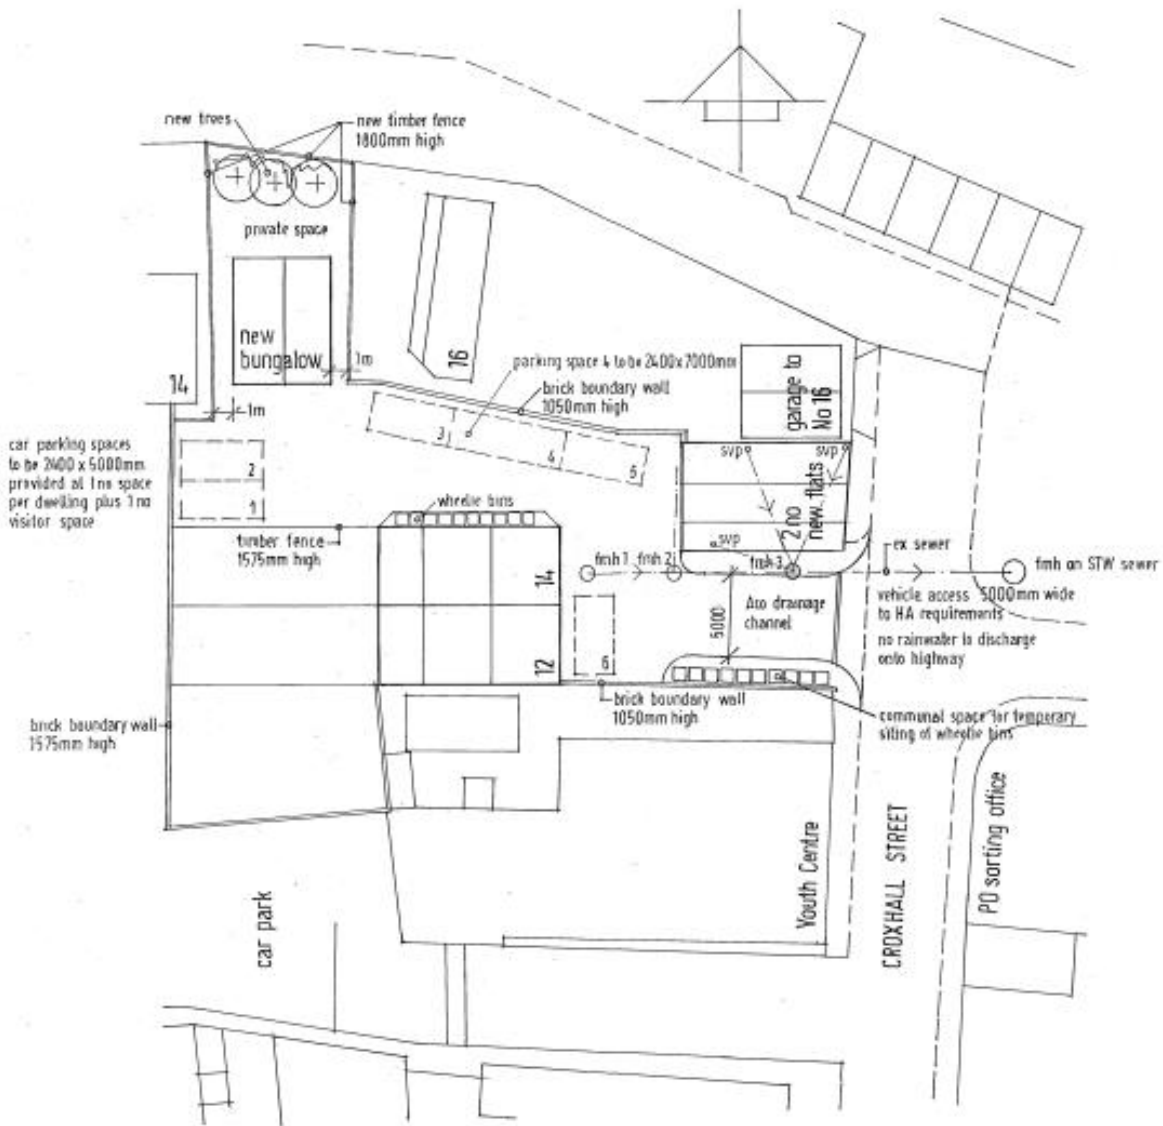 new trees
new timber fence
1800mm high
private space
new
bungalow
16
1m
14
1m
parking space 4 to be 2400x7000mm
brick boundary wall
1050mm high
garage to
No 16
car parking spaces
to be 2400 x 5000mm
provided at 1no space
per dwelling plus 1no
visitor space
2
1
3
4
5
wheelie bins
timber fence
1575mm high
svp
svp
svp
2no
new flats
fmh 1
fmh 2
fmh 3
ex sewer
fmh on STW sewer
vehicle access 5000mm wide
to HA requirements
no rainwater to discharge
onto highway
14
12
6
5000
Aco drainage
channel
brick boundary wall
1050mm high
communal space for temporary
siting of wheelie bins
brick boundary wall
1575mm high
car park
Youth Centre
CROXHALL STREET
PO sorting office